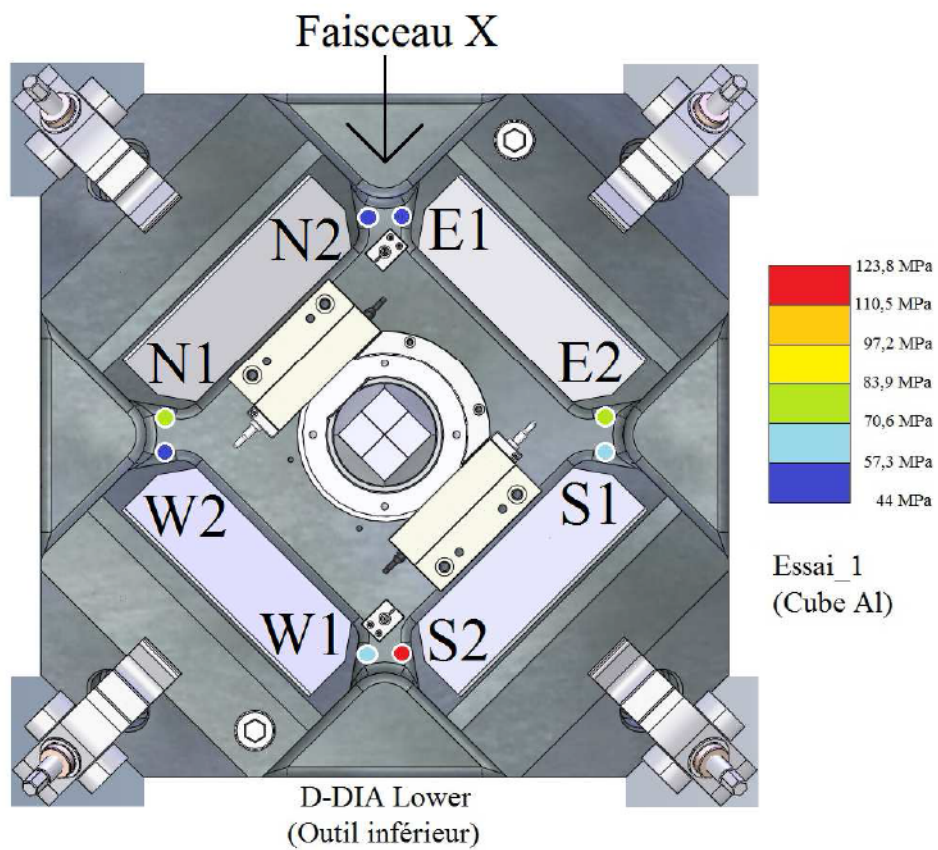 Faisceau X
N2
E1
N1
E2
W2
S1
W1
S2
123,8 MPa
110,5 MPa
97,2 MPa
83,9 MPa
70,6 MPa
57,3 MPa
44 MPa
Essai_1
(Cube Al)
D-DIA Lower
(Outil inférieur)